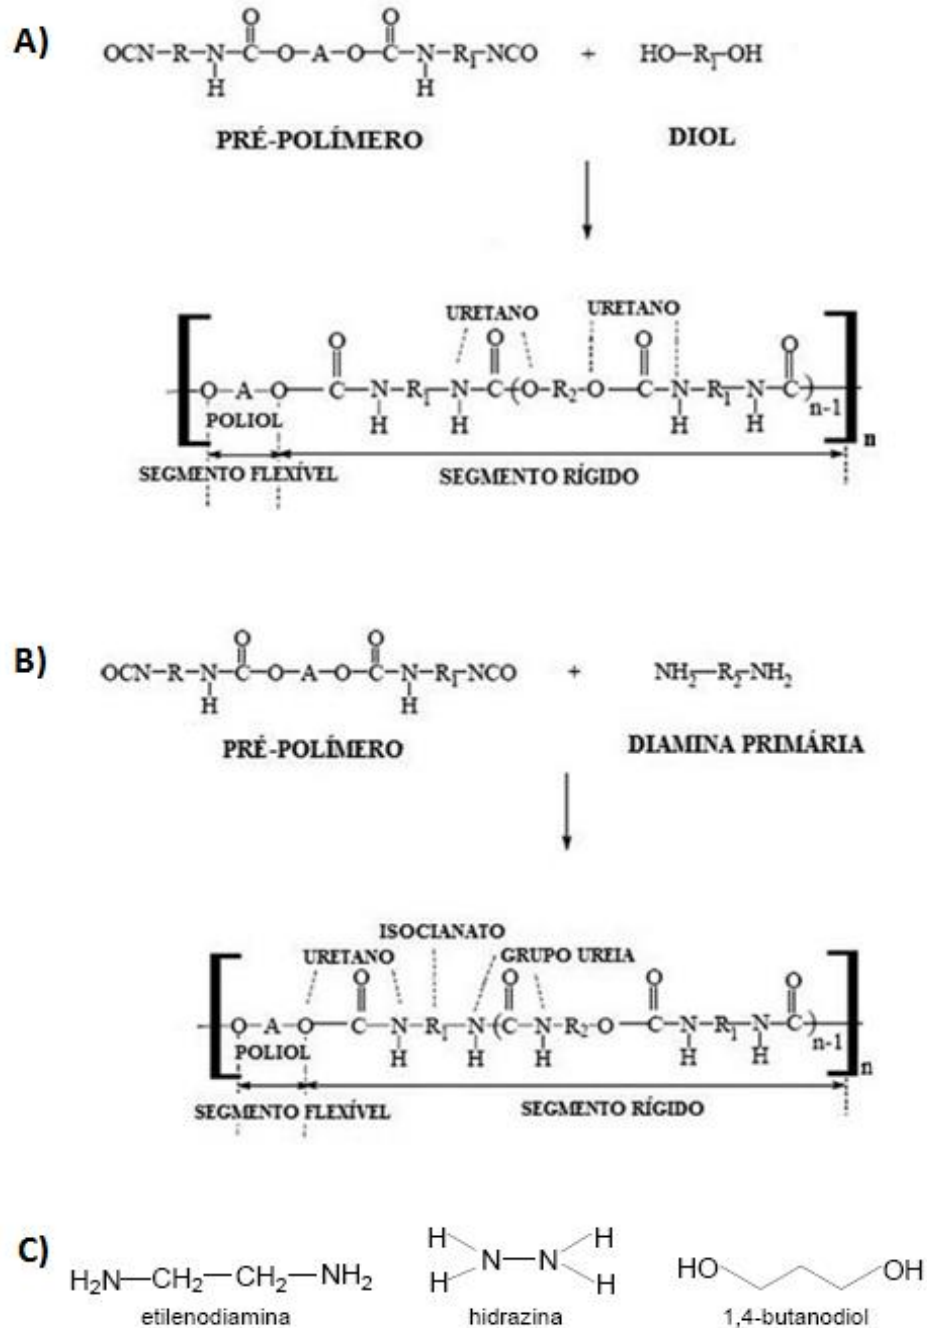 A)
OCN-R-N-C-O-A-O-C-N-R1-NCO + HO-R1-OH
O O
H H
PRÉ-POLÍMERO DIOL
URETANO URETANO
O O O O
O-A-O-C-N-R1-N-C(O-R2-O-C-N-R1-N-C)n-1
H H H H
POLIOL
n
SEGMENTO FLEXÍVEL SEGMENTO RÍGIDO
B)
O O
OCN-R-N-C-O-A-O-C-N-R1-NCO + NH2-R2-NH2
H H
PRÉ-POLÍMERO DIAMINA PRIMÁRIA
ISOCIANATO
URETANO GRUPO UREIA
O O O O
O-A-O-C-N-R1-N(C-N-R2-O-C-N-R1-N-C)n-1
H H H H H
POLIOL
n
SEGMENTO FLEXÍVEL SEGMENTO RÍGIDO
C)
H2N-CH2-CH2-NH2 H H N-N H H HO OH
etilenodiamina hidrazina 1,4-butanodiol